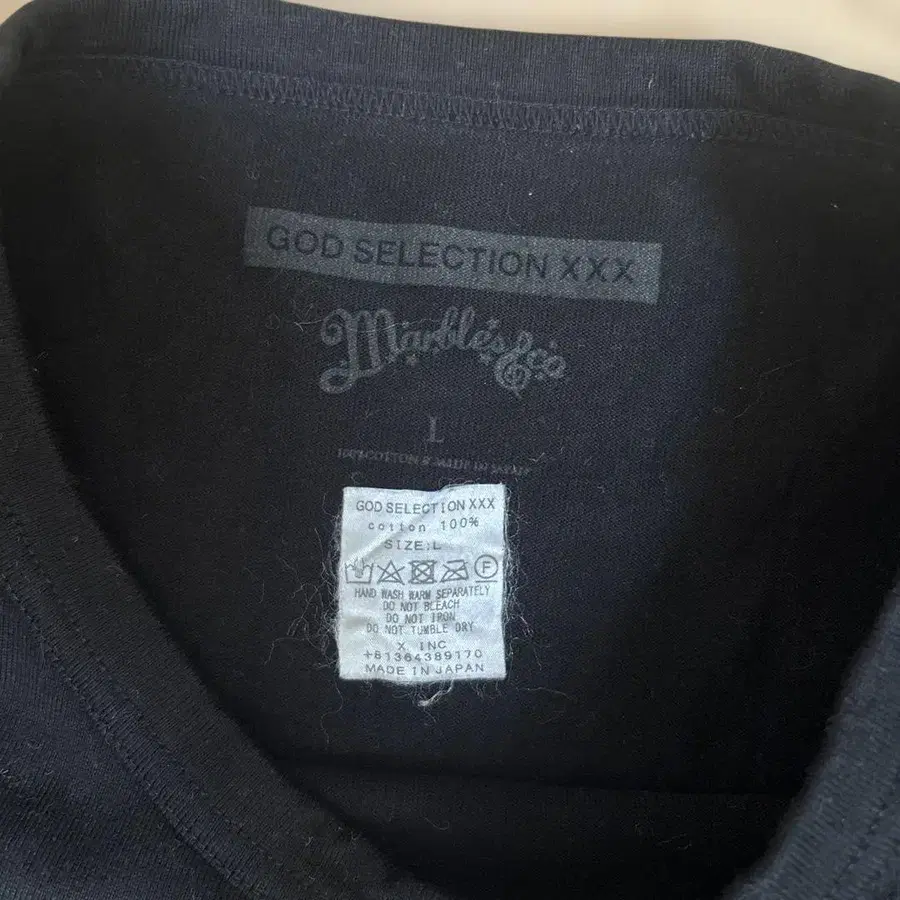 GOD SELECTION XXX
Marbles&co
L
100%COTTON & MADE IN JAPAN
GOD SELECTION XXX
cotton 100%
SIZE:L
F
HAND WASH WARM SEPARATELY
DO NOT BLEACH
DO NOT IRON
DO NOT TUMBLE DRY
X INC
+81364389170
MADE IN JAPAN